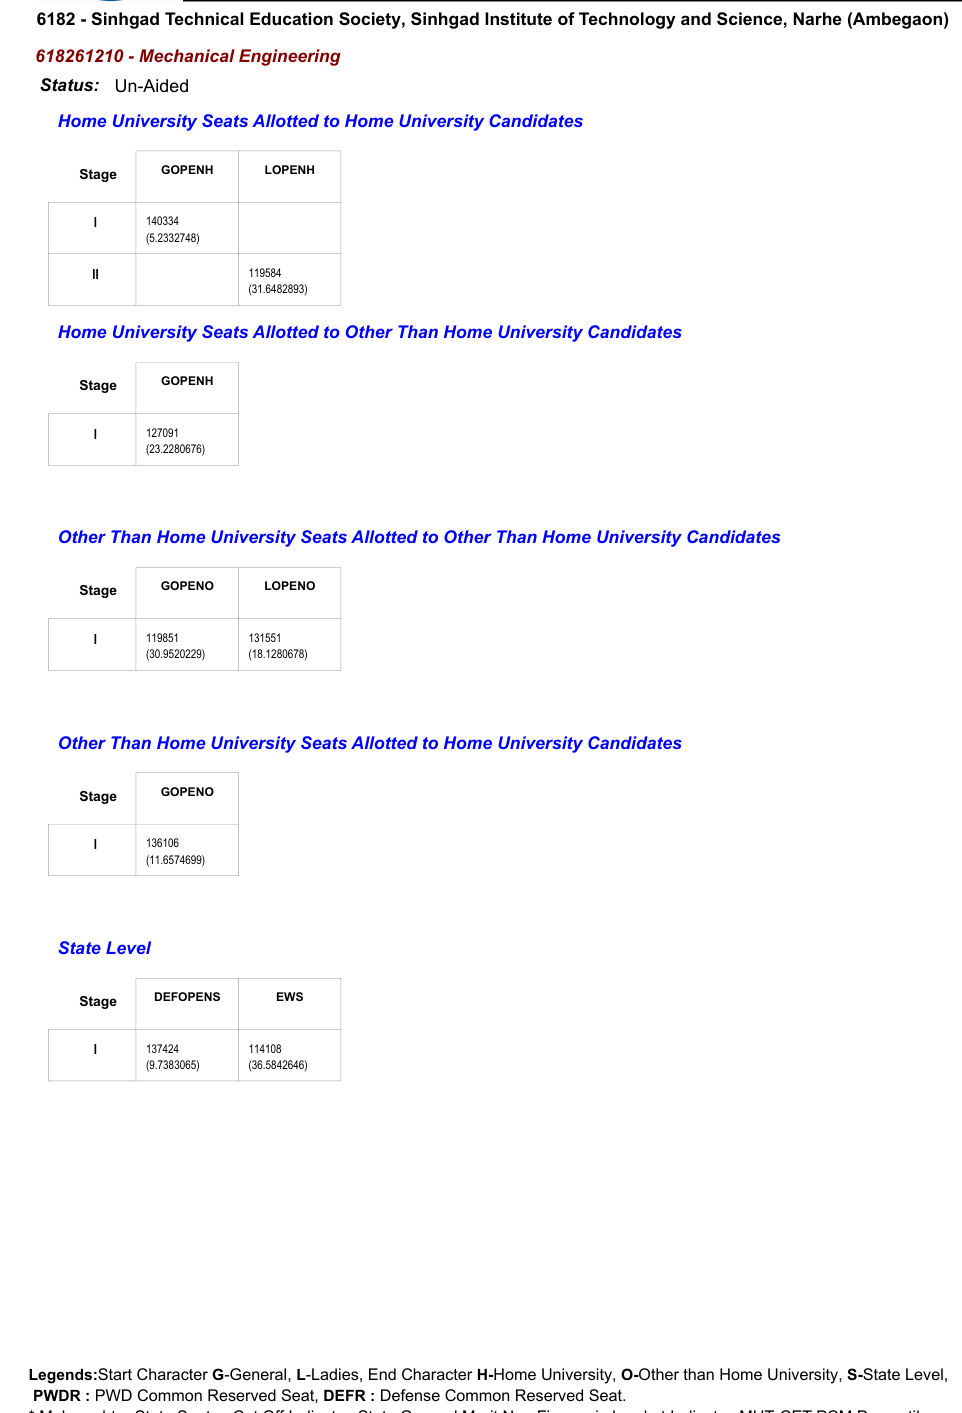 6182 - Sinhgad Technical Education Society, Sinhgad Institute of Technology and Science, Narhe (Ambegaon)
618261210 - Mechanical Engineering
Status: Un-Aided
Home University Seats Allotted to Home University Candidates
Stage GOPENH LOPENH
I 140334
(5.2332748)
II 119584
(31.6482893)
Home University Seats Allotted to Other Than Home University Candidates
Stage GOPENH
I 127091
(23.2280676)
Other Than Home University Seats Allotted to Other Than Home University Candidates
Stage GOPENO LOPENO
I 119851 131551
(30.9520229) (18.1280678)
Other Than Home University Seats Allotted to Home University Candidates
Stage GOPENO
I 136106
(11.6574699)
State Level
Stage DEFOPENS EWS
I 137424 114108
(9.7383065) (36.5842646)
Legends:Start Character G-General, L-Ladies, End Character H-Home University, O-Other than Home University, S-State Level,
PWDR : PWD Common Reserved Seat, DEFR : Defense Common Reserved Seat.